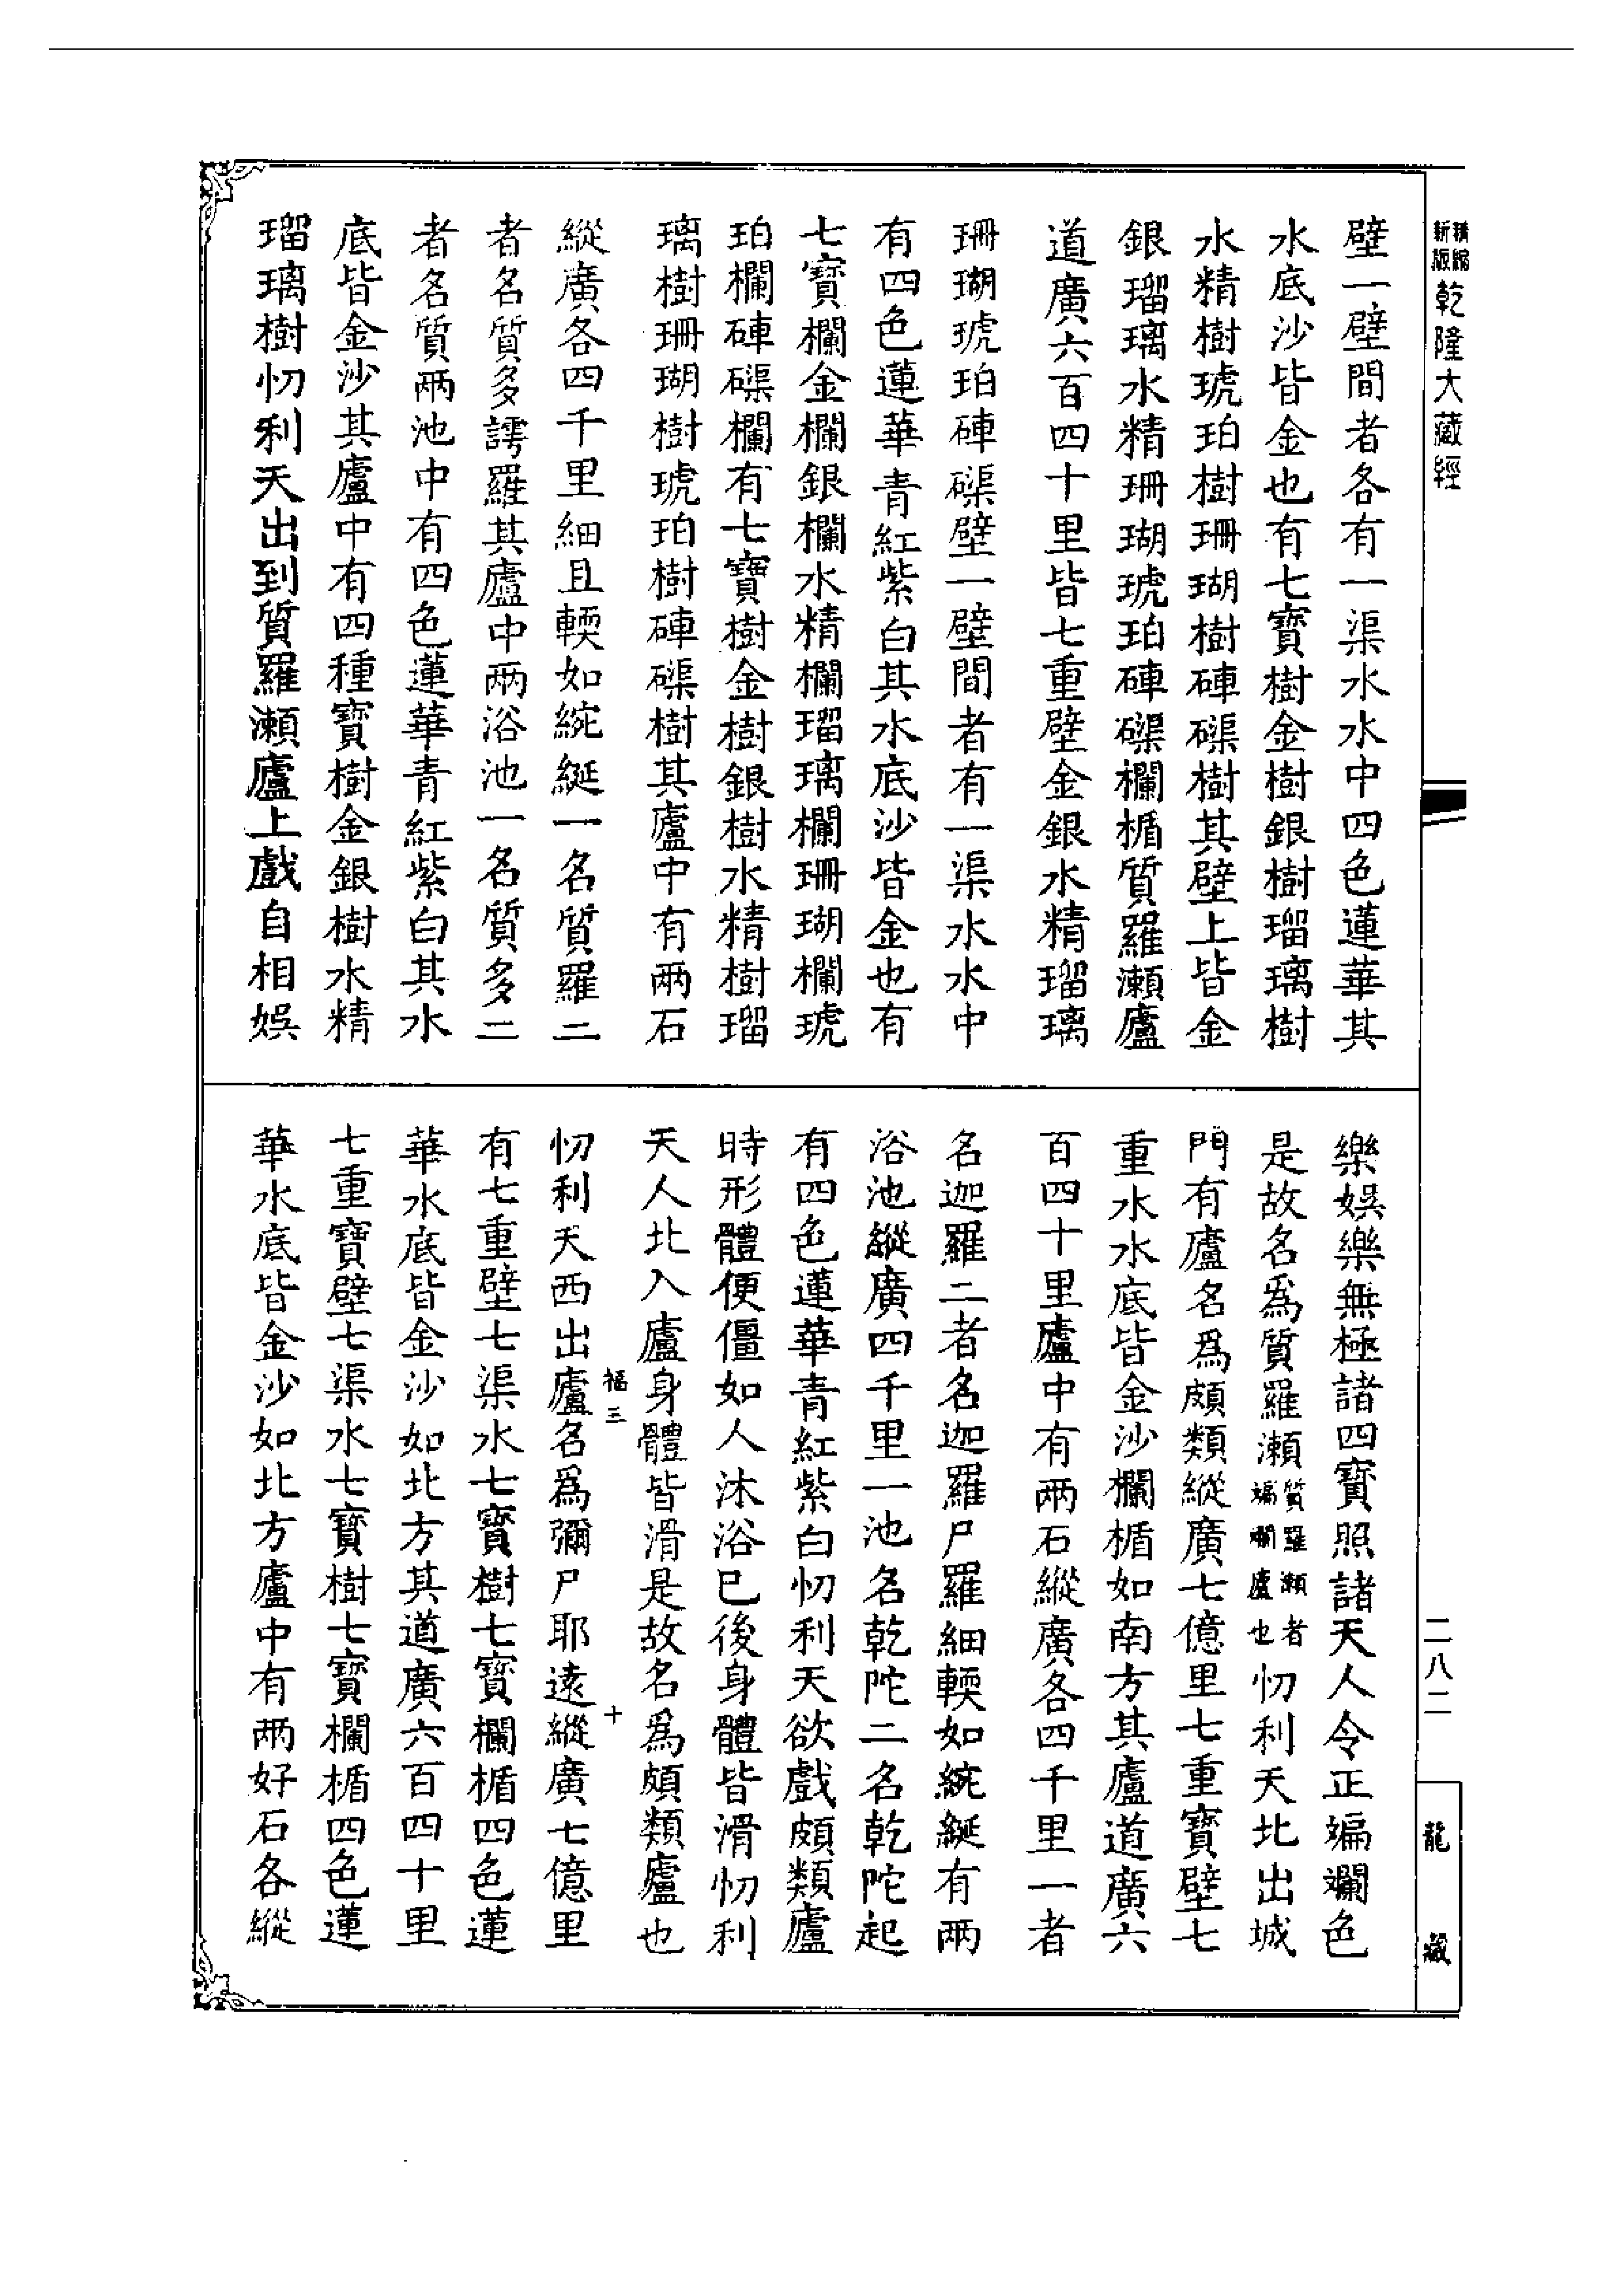 精縮
新版
乾隆大藏經
壁一壁間者各有一渠水水中四色蓮華其
水底沙皆金也有七寶樹金樹銀樹瑠璃樹
水精樹琥珀樹珊瑚樹硨磲樹其壁上皆金
銀瑠璃水精珊瑚琥珀硨磲欄楯質羅瀬廬
道廣六百四十里皆七重壁金銀水精瑠璃
珊瑚琥珀硨磲壁一壁間者有一渠水水中
有四色蓮華青紅紫白其水底沙皆金也有
七寶欄金欄銀欄水精欄瑠璃欄珊瑚欄琥
珀欄硨磲欄有七寶樹金樹銀樹水精樹瑠
璃樹珊瑚樹琥珀樹硨磲樹其廬中有兩石
縱廣各四千里細且輭如綩綖一名質羅二
者名質多諤羅其廬中兩浴池一名質多二
者名質兩池中有四色蓮華青紅紫白其水
底皆金沙其廬中有四種寶樹金銀樹水精
瑠璃樹忉利天出到質羅瀬廬上戲自相娛
樂娛樂無極諸四寶照諸天人令正斒斕色
是故名爲質羅瀬質羅瀬者斒斕廬也忉利天北出城
門有廬名爲頗類縱廣七億里七重寶壁七
重水水底皆金沙欄楯如南方其廬道廣六
百四十里廬中有兩石縱廣各四千里一者
名迦羅二者名迦羅尸羅細輭如綩綖有兩
浴池縱廣四千里一池名乾陀二名乾陀起
有四色蓮華青紅紫白忉利天欲戲頗類廬
時形體便僵如人沐浴已後身體皆滑忉利
天人北入廬身體皆滑是故名爲頗類廬也
福三
十
忉利天西出廬名爲彌尸耶遠縱廣七億里
有七重壁七渠水七寶樹七寶欄楯四色蓮
華水底皆金沙如北方其道廣六百四十里
七重寶壁七渠水七寶樹七寶欄楯四色蓮
華水底皆金沙如北方廬中有兩好石各縱
二八二
龍藏